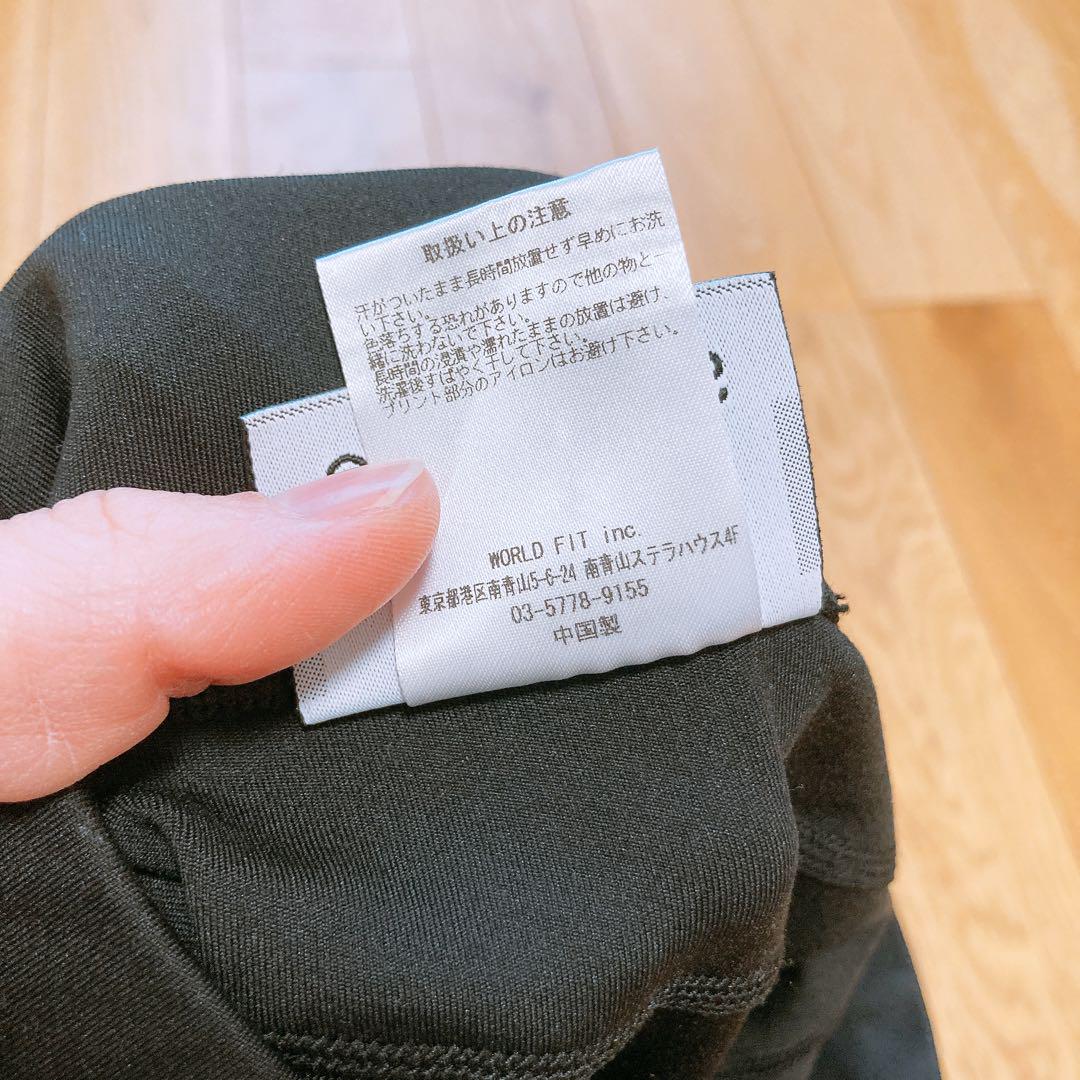 取扱い上の注意
汗がついたまま長時間放置せず早めにお洗
い下さい。
色落ちする恐れがありますので他の物と一
緒に洗わないで下さい。
長時間の浸漬や濡れたままの放置は避け、
洗濯後すばやく干して下さい。
プリント部分のアイロンはお避け下さい。
WORLD FIT inc.
東京都港区南青山5-6-24 南青山ステラハウス4F
03-5778-9155
中国製